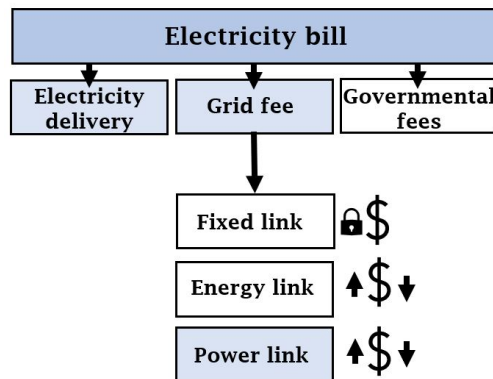 Electricity bill
Electricity
delivery
Grid fee
Governmental
fees
Fixed link
$
Energy link
$
Power link
$